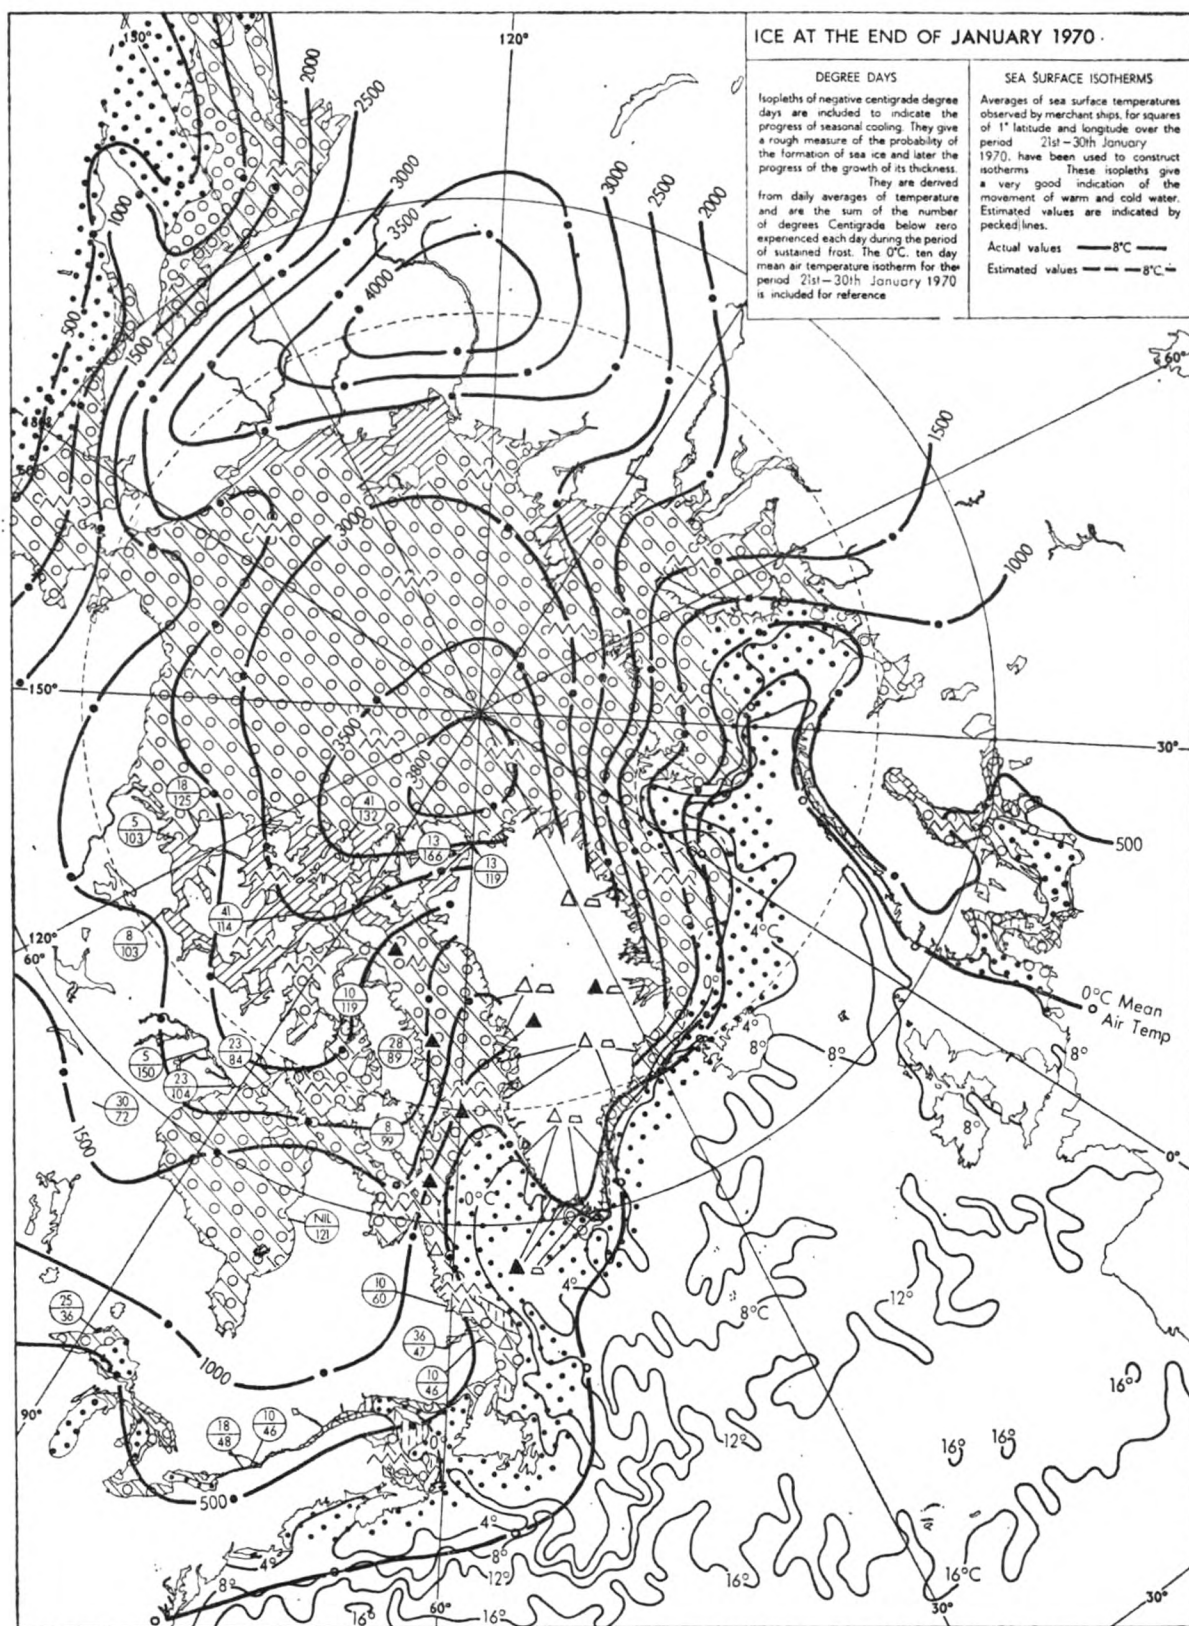 ICE AT THE END OF JANUARY 1970
DEGREE DAYS
Isopleths of negative centigrade degree
days are included to indicate the
progress of seasonal cooling. They give
a rough measure of the probability of
the formation of sea ice and later the
progress of the growth of its thickness.
They are derived
from daily averages of temperature
and are the sum of the number
of degrees Centigrade below zero
experienced each day during the period
of sustained frost. The 0°C. ten day
mean air temperature isotherm for the
period 21st—30th January 1970
is included for reference
SEA SURFACE ISOTHERMS
Averages of sea surface temperatures
observed by merchant ships, for squares
of 1° latitude and longitude over the
period 21st—30th January
1970, have been used to construct
isotherms These isopleths give
a very good indication of the
movement of warm and cold water.
Estimated values are indicated by
pecked lines.
Actual values 8°C
Estimated values 8°C
150°
120°
2000
2500
3000
3500
4000
3000
2500
2000
1000
500
1500
60°
1500
1000
3000
150°
3500
3800
30°
18
125
5
103
41
132
13
166
13
119
500
41
114
8
103
120°
60°
4°C
0°
0°C Mean
Air Temp
10
119
28
89
23
84
5
150
23
104
30
72
4°
8°
8°
8°
8°
1500
8
99
0°C
0°
NIL
121
10
60
4°
8°C
12°
25
36
36
47
10
46
1000
16°
90°
18
48
10
46
0
12°
16°
16°
500
4°
8°
12°
4°
8°
16°
16°C
16°
60°
16°
30°
30°